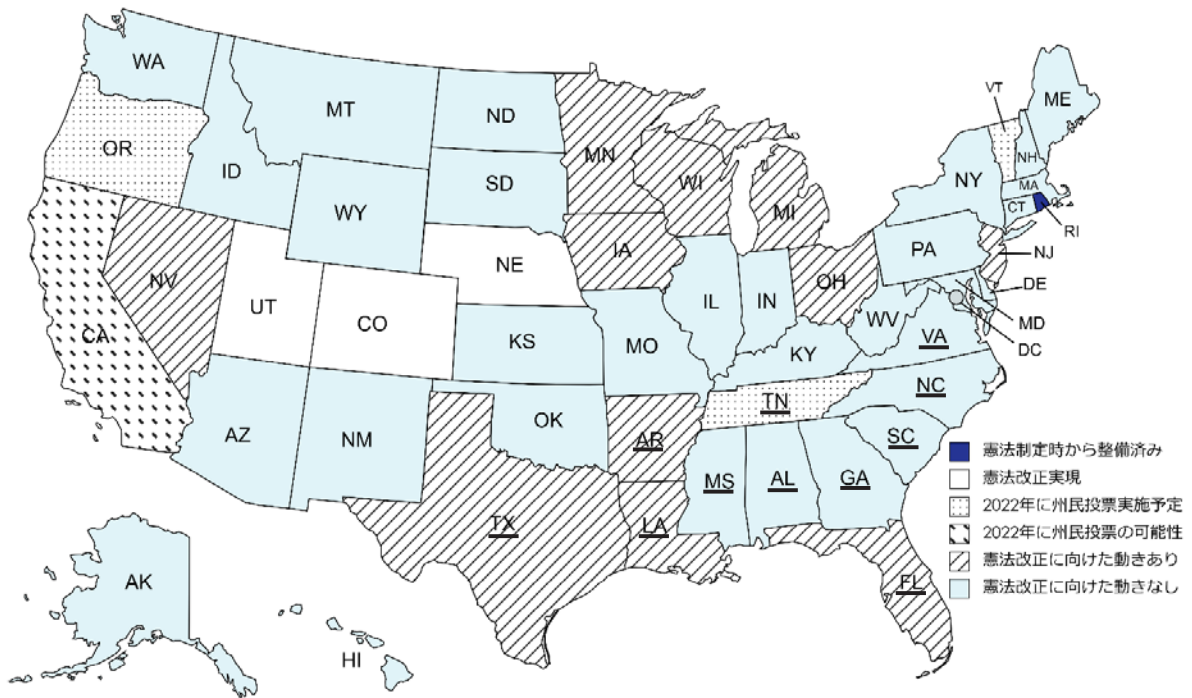 WA
MT
ND
MN
VT
ME
OR
ID
SD
WI
MI
NY
NH
MA
CT
RI
WY
NV
NE
IA
PA
NJ
UT
CO
IL
IN
OH
DE
CA
KS
MO
WV
MD
KY
VA
DC
AZ
NM
OK
TN
NC
AR
SC
MS
AL
GA
TX
LA
FL
AK
HI
憲法制定時から整備済み
憲法改正実現
2022年に州民投票実施予定
2022年に州民投票の可能性
憲法改正に向けた動きあり
憲法改正に向けた動きなし